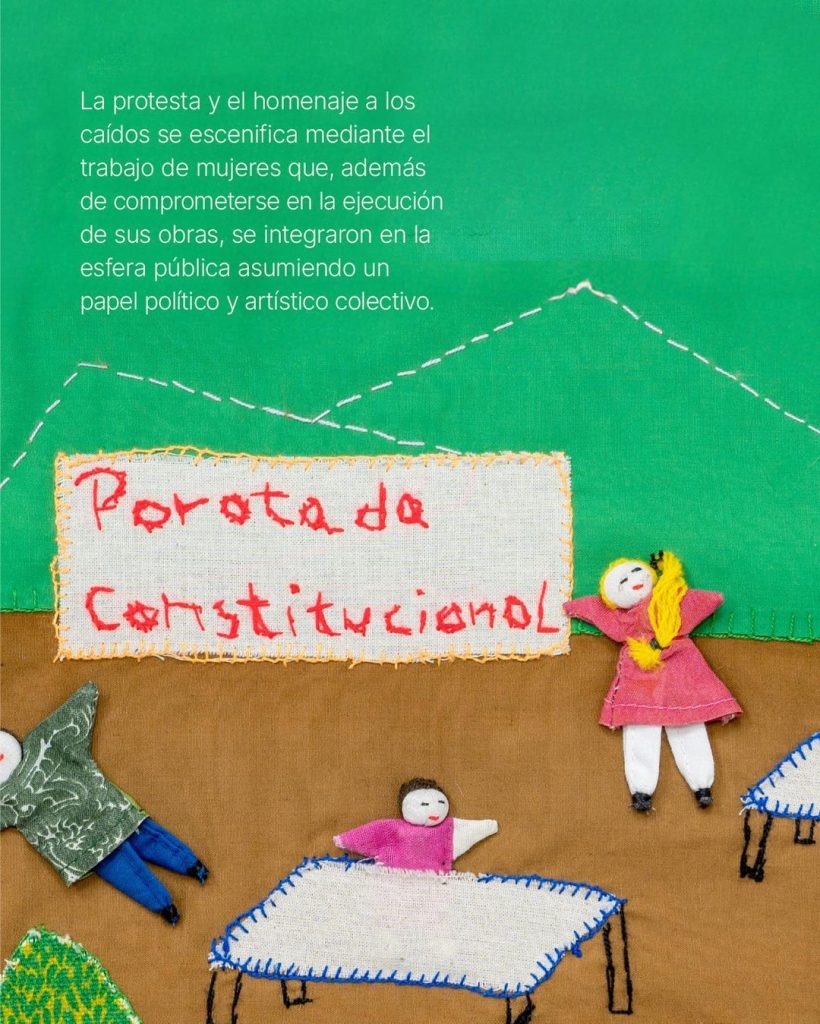 La protesta y el homenaje a los
caídos se escenifica mediante el
trabajo de mujeres que, además
de comprometerse en la ejecución
de sus obras, se integraron en la
esfera pública asumiendo un
papel político y artístico colectivo.
Porotada
Constitucional